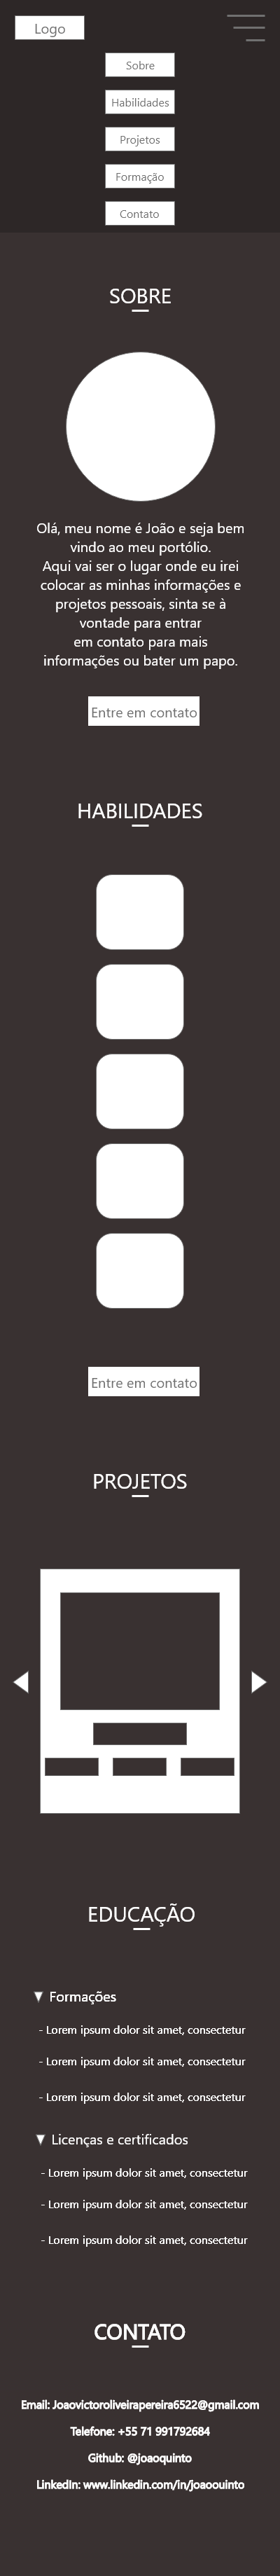 Logo
Sobre
Habilidades
Projetos
Formação
Contato
SOBRE
Olá, meu nome é João e seja bem
vindo ao meu portólio.
Aqui vai ser o lugar onde eu irei
colocar as minhas informações e
projetos pessoais, sinta se à
vontade para entrar
em contato para mais
informações ou bater um papo.
Entre em contato
HABILIDADES
Entre em contato
PROJETOS
EDUCAÇÃO
Formações
- Lorem ipsum dolor sit amet, consectetur
- Lorem ipsum dolor sit amet, consectetur
- Lorem ipsum dolor sit amet, consectetur
Licenças e certificados
- Lorem ipsum dolor sit amet, consectetur
- Lorem ipsum dolor sit amet, consectetur
- Lorem ipsum dolor sit amet, consectetur
CONTATO
Email: Joaovictoroliveirapereira6522@gmail.com
Telefone: +55 71 991792684
Github: @joaoquinto
LinkedIn: www.linkedin.com/in/joaoouinto